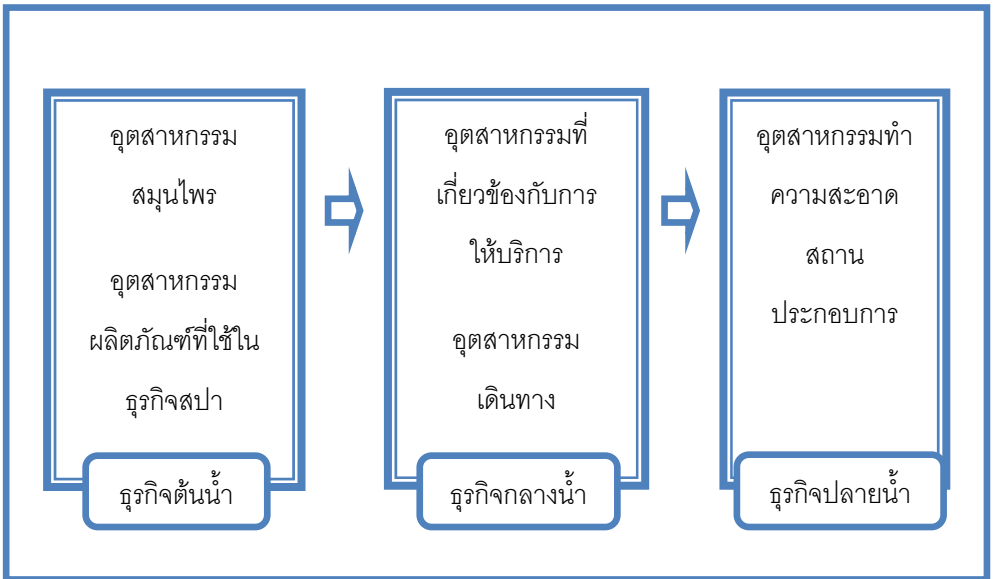 อุตสาหกรรม
สมุนไพร
อุตสาหกรรม
ผลิตภัณฑ์ที่ใช้ใน
ธุรกิจสปา
ธุรกิจต้นน้ำ
อุตสาหกรรมที่
เกี่ยวข้องกับการ
ให้บริการ
อุตสาหกรรม
เดินทาง
ธุรกิจกลางน้ำ
อุตสาหกรรมทำ
ความสะอาด
สถาน
ประกอบการ
ธุรกิจปลายน้ำ